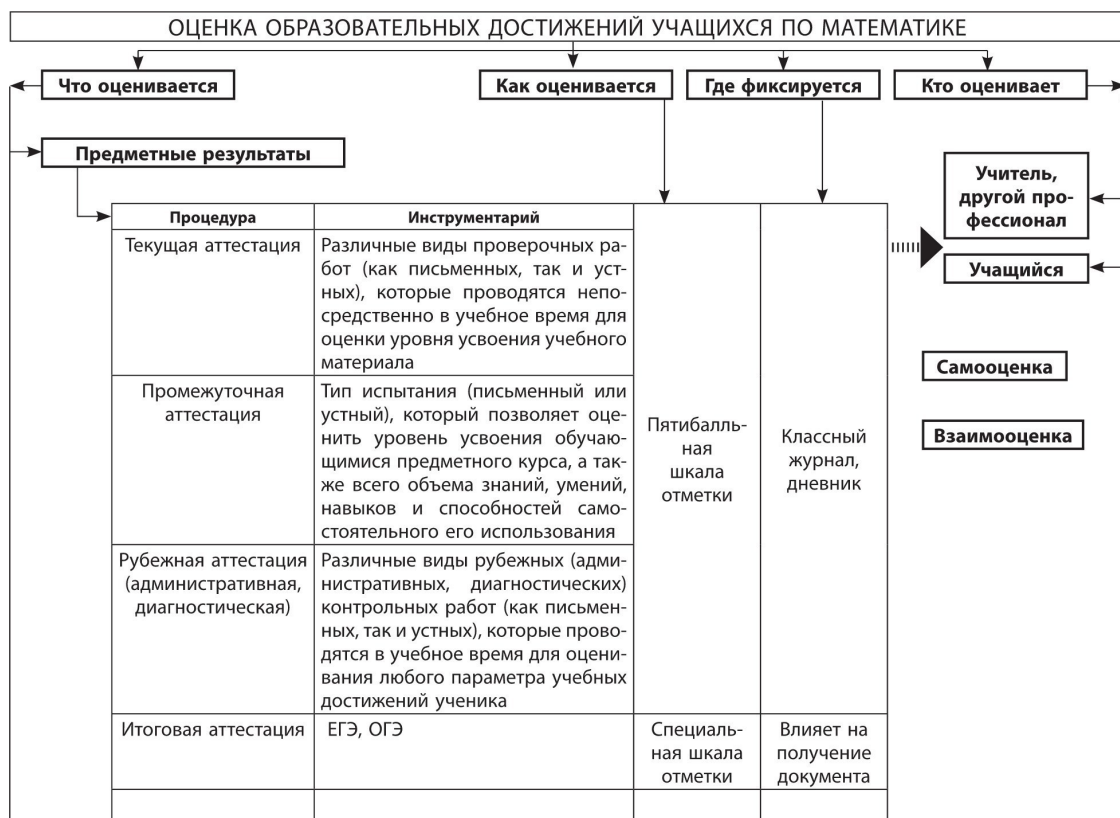 ОЦЕНКА ОБРАЗОВАТЕЛЬНЫХ ДОСТИЖЕНИЙ УЧАЩИХСЯ ПО МАТЕМАТИКЕ
Что оценивается
Как оценивается
Где фиксируется
Кто оценивает
Предметные результаты
Учитель,
другой про-
фессионал
Учащийся
Самооценка
Взаимооценка
Процедура
Инструментарий
Текущая аттестация
Различные виды проверочных ра-
бот (как письменных, так и уст-
ных), которые проводятся непо-
средственно в учебное время для
оценки уровня усвоения учебного
материала
Промежуточная
аттестация
Тип испытания (письменный или
устный), который позволяет оце-
нить уровень усвоения обучаю-
щимися предметного курса, а так-
же всего объема знаний, умений,
навыков и способностей само-
стоятельного его использования
Рубежная аттестация
(административная,
диагностическая)
Различные виды рубежных (адми-
нистративных, диагностических)
контрольных работ (как письмен-
ных, так и устных), которые прово-
дятся в учебное время для оцени-
вания любого параметра учебных
достижений ученика
Пятибалль-
ная
шкала
отметки
Классный
журнал,
дневник
Итоговая аттестация
ЕГЭ, ОГЭ
Специаль-
ная шкала
отметки
Влияет на
получение
документа